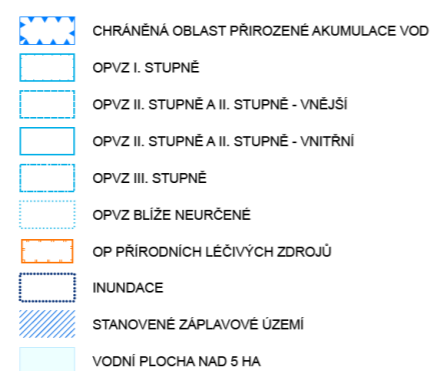 CHRÁNĚNÁ OBLAST PŘIROZENÉ AKUMULACE VOD
OPVZ I. STUPNĚ
OPVZ II. STUPNĚ A II. STUPNĚ - VNĚJŠÍ
OPVZ II. STUPNĚ A II. STUPNĚ - VNITŘNÍ
OPVZ III. STUPNĚ
OPVZ BLÍŽE NEURČENÉ
OP PŘÍRODNÍCH LÉČIVÝCH ZDROJŮ
INUNDACE
STANOVENÉ ZÁPLAVOVÉ ÚZEMÍ
VODNÍ PLOCHA NAD 5 HA